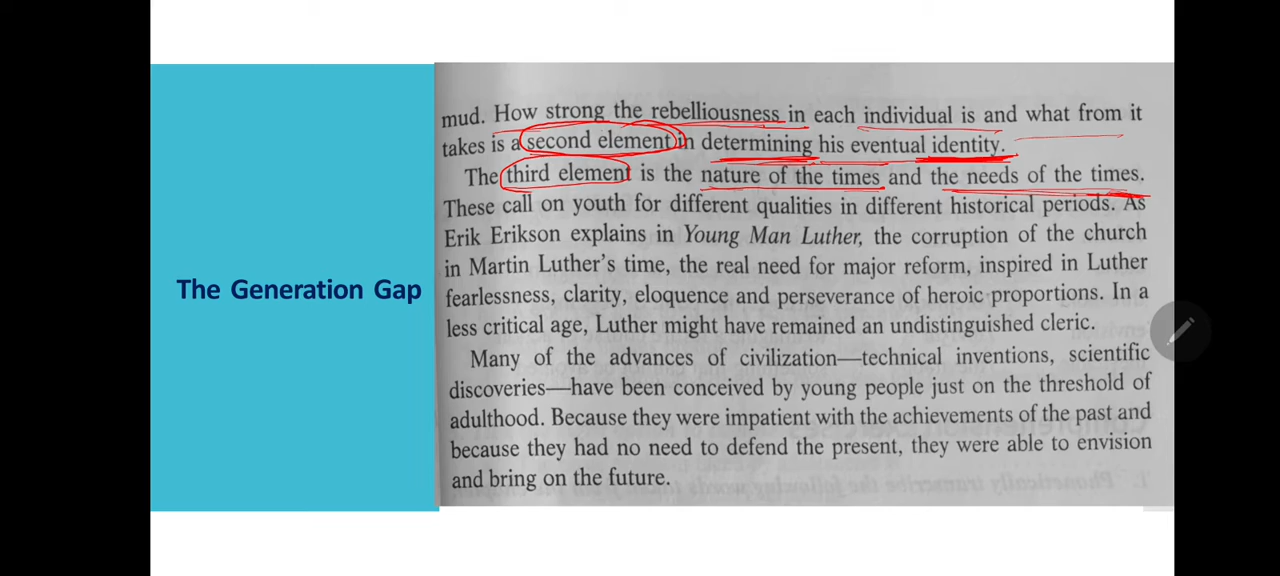 The Generation Gap
mud. How strong the rebelliousness in each individual is and what from it
takes is a second element in determining his eventual identity.
The third element is the nature of the times and the needs of the times.
These call on youth for different qualities in different historical periods. As
Erik Erikson explains in Young Man Luther, the corruption of the church
in Martin Luther's time, the real need for major reform, inspired in Luther
fearlessness, clarity, eloquence and perseverance of heroic proportions. In a
less critical age, Luther might have remained an undistinguished cleric.
Many of the advances of civilization—technical inventions, scientific
discoveries—have been conceived by young people just on the threshold of
adulthood. Because they were impatient with the achievements of the past and
because they had no need to defend the present, they were able to envision
and bring on the future.